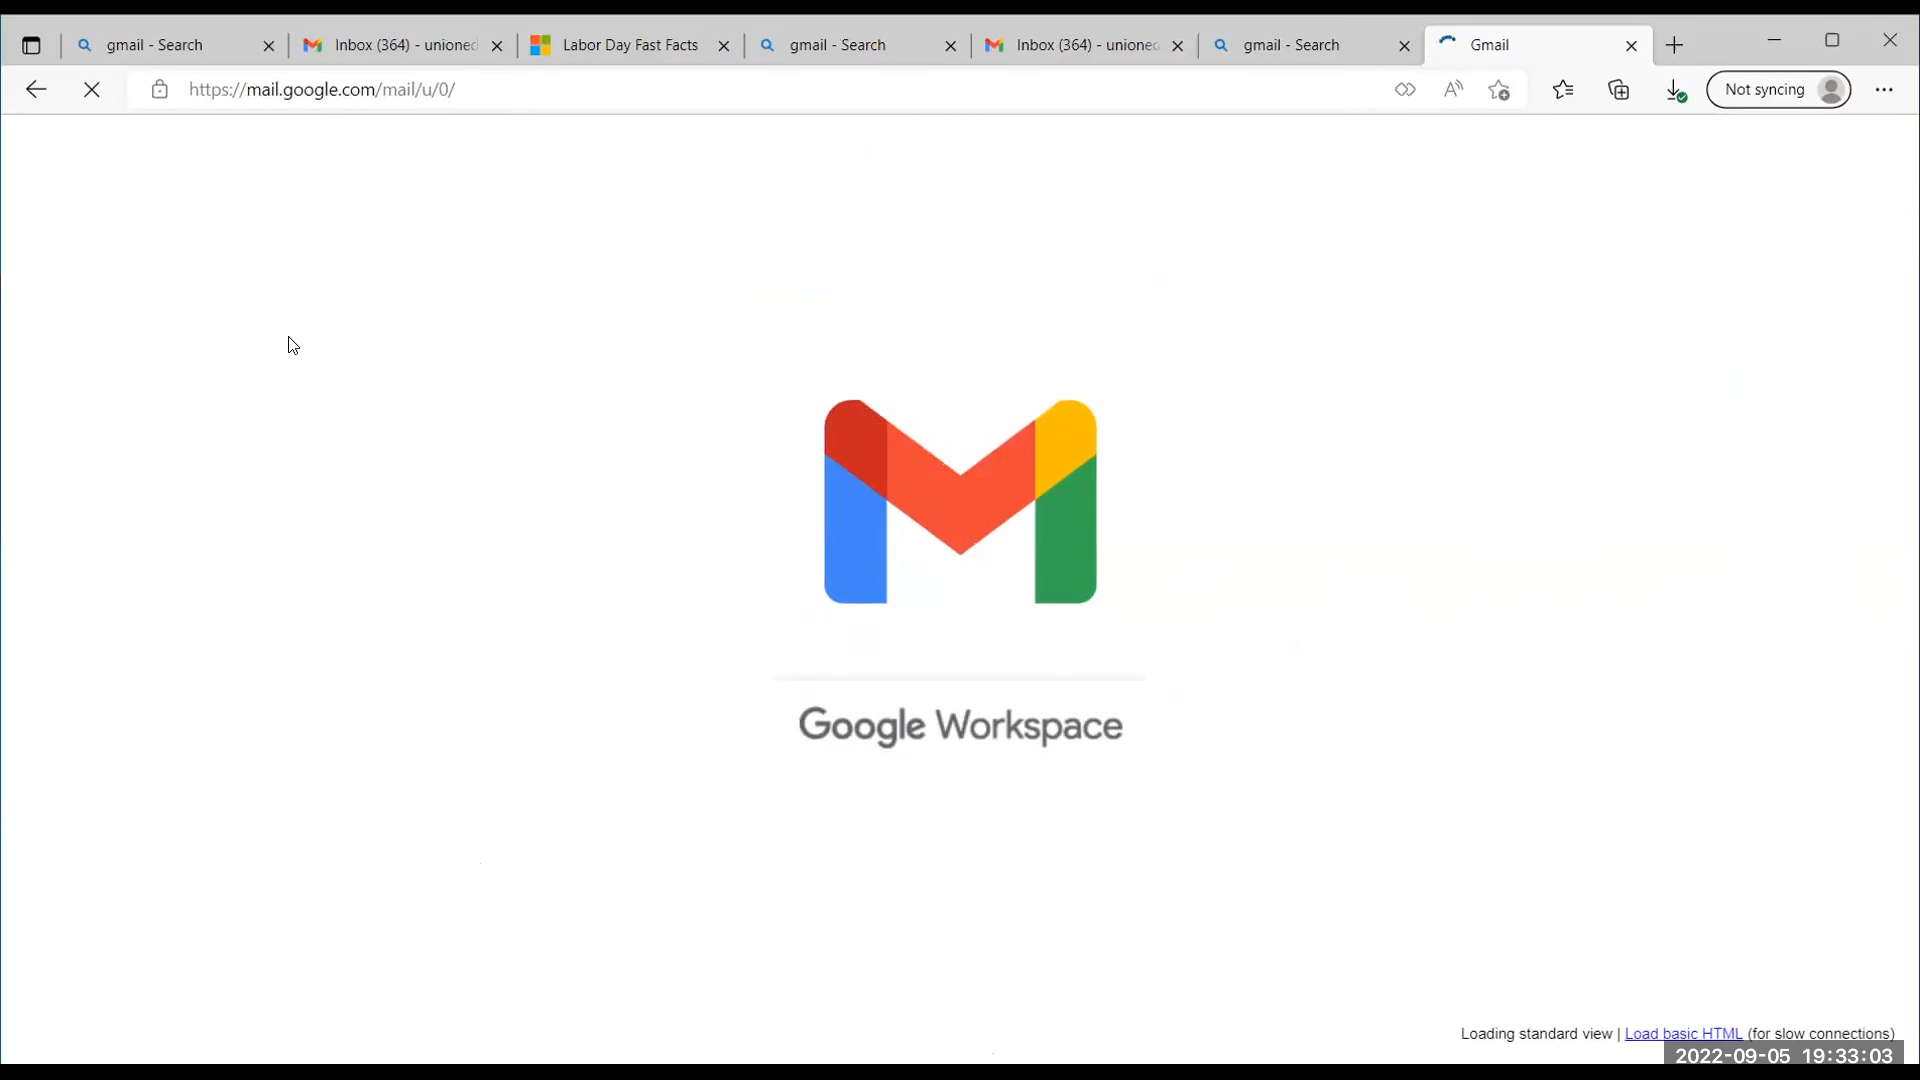 gmail - Search
Inbox (364) - unioned
Labor Day Fast Facts
gmail - Search
Inbox (364) - unioned
gmail - Search
Gmail
https://mail.google.com/mail/u/0/
Not syncing
Google Workspace
Loading standard view | Load basic HTML (for slow connections)
2022-09-05 19:33:03